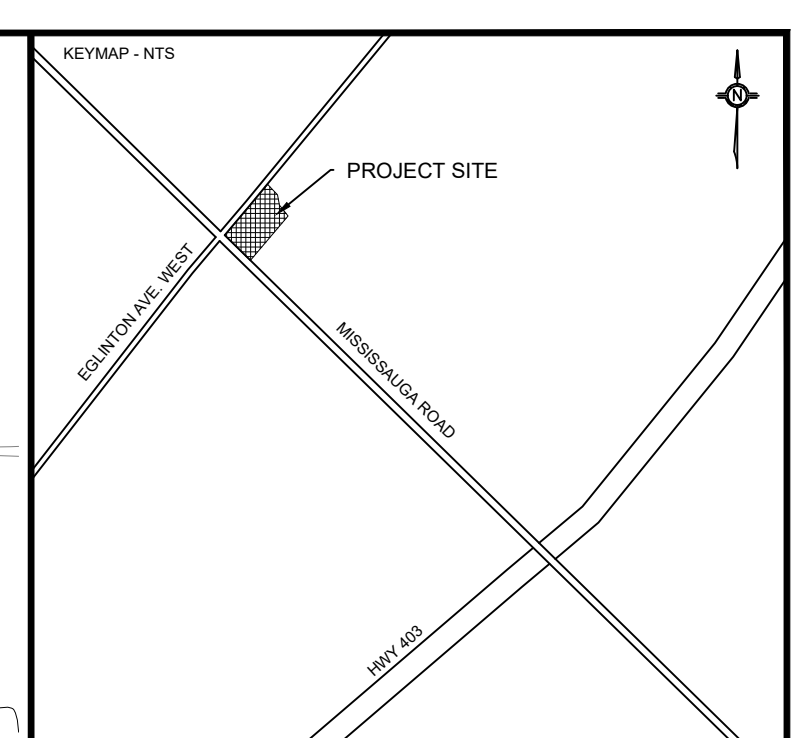 KEYMAP - NTS
N
PROJECT SITE
EGLINTON AVE. WEST
MISSISSAUGA ROAD
HWY 403